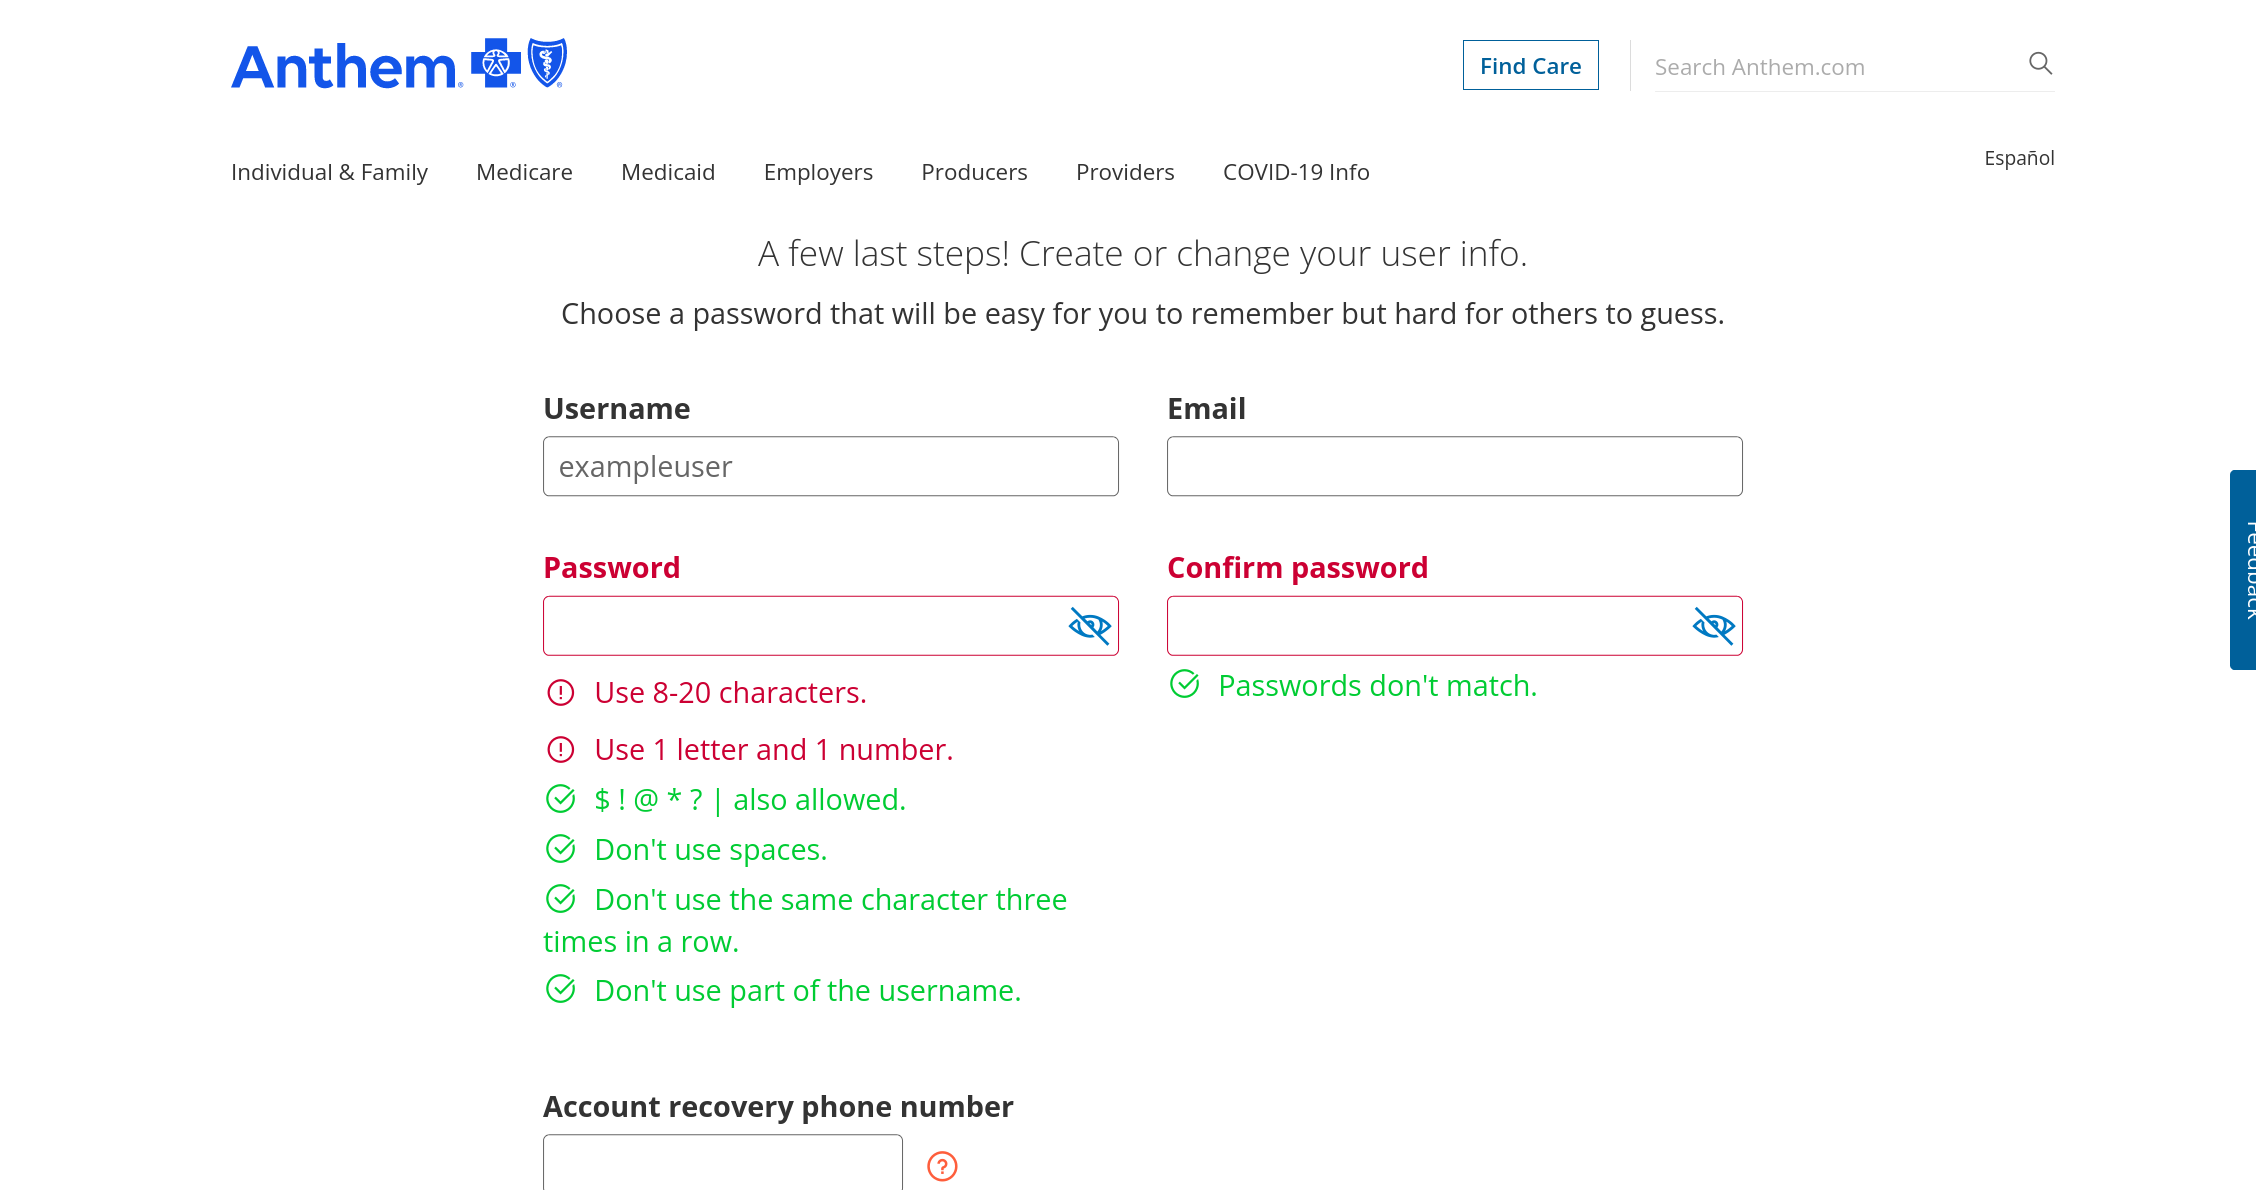 Anthem
Find Care
Search Anthem.com
Individual & Family Medicare Medicaid Employers Producers Providers COVID-19 Info
Español
A few last steps! Create or change your user info.
Choose a password that will be easy for you to remember but hard for others to guess.
Username
Email
exampleuser
Password
Confirm password
Use 8-20 characters.
Passwords don't match.
Use 1 letter and 1 number.
$ ! @ * ? | also allowed.
Don't use spaces.
Don't use the same character three
times in a row.
Don't use part of the username.
Account recovery phone number
Feedback